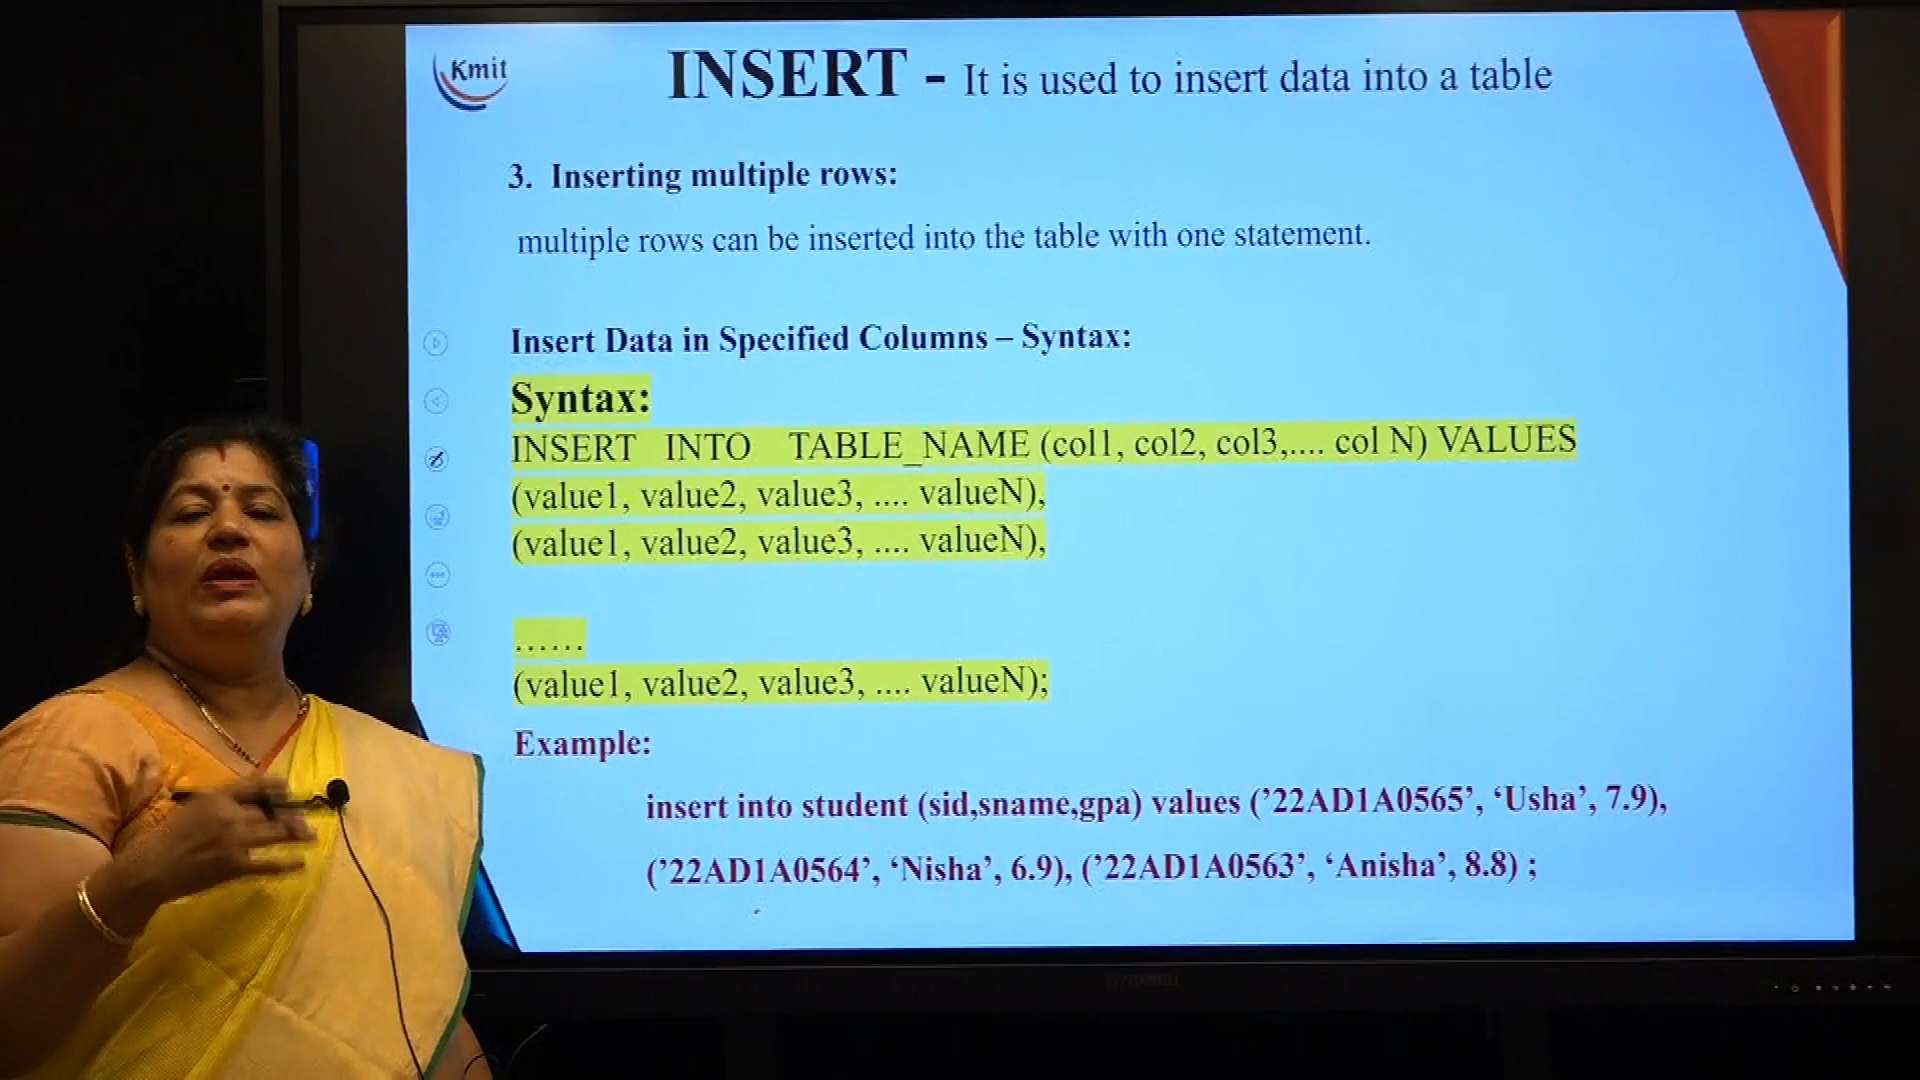 Kmit
INSERT - It is used to insert data into a table
3. Inserting multiple rows:
multiple rows can be inserted into the table with one statement.
Insert Data in Specified Columns – Syntax:
Syntax:
INSERT INTO TABLE_NAME (col1, col2, col3,.... col N) VALUES
(value1, value2, value3, .... valueN),
(value1, value2, value3, .... valueN),
......
(value1, value2, value3, .... valueN);
Example:
insert into student (sid,sname,gpa) values (’22AD1A0565’, ‘Usha’, 7.9),
(’22AD1A0564’, ‘Nisha’, 6.9), (’22AD1A0563’, ‘Anisha’, 8.8) ;